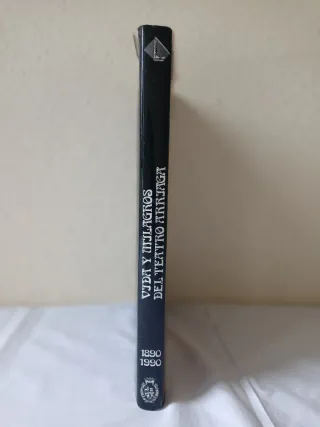 VIDA Y MILAGROS
DEL TEATRO ARRIAGA
1890
1990